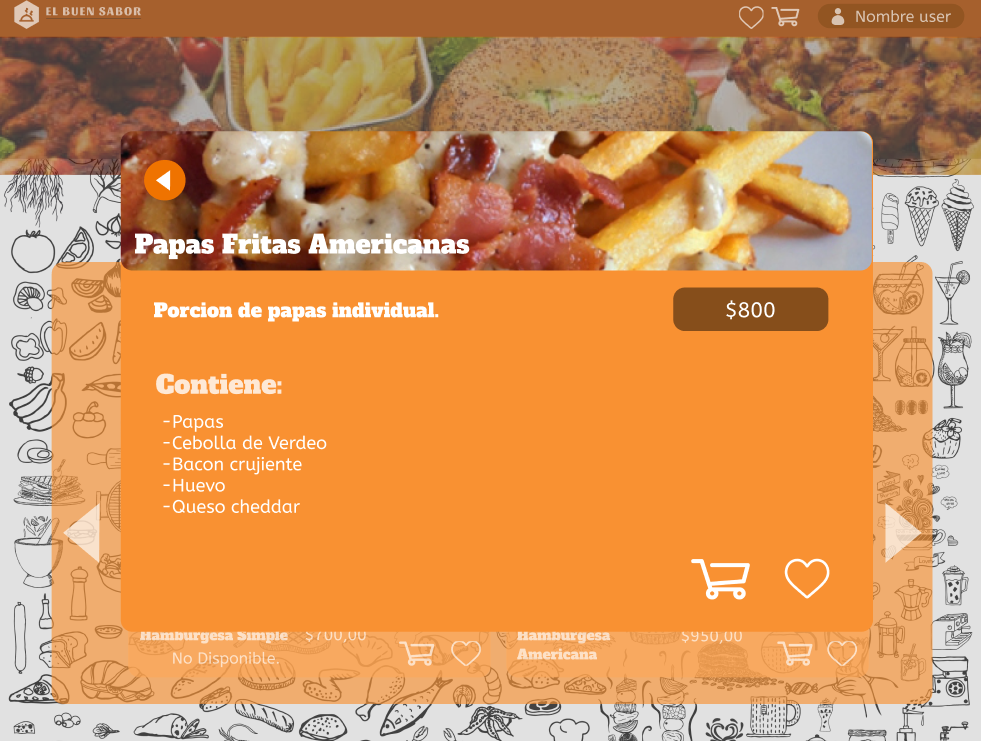 EL BUEN SABOR
Nombre user
Papas Fritas Americanas
Porcion de papas individual.
$800
Contiene:
-Papas
-Cebolla de Verdeo
-Bacon crujiente
-Huevo
-Queso cheddar
Hamburgesa Simple $700,00
No Disponible.
Hamburgesa $950,00
Americana